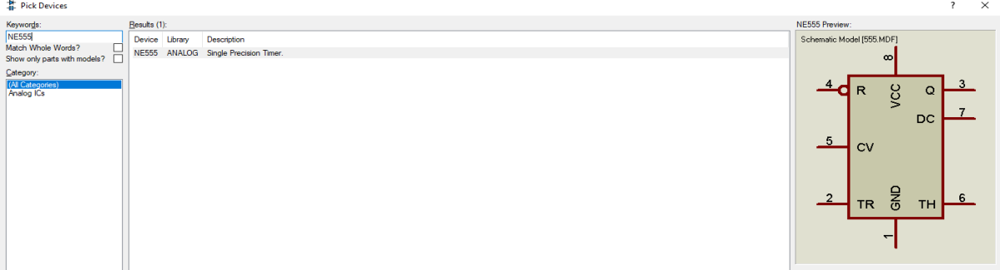 Pick Devices
? ×
Keywords:
NE555
Match Whole Words?
Show only parts with models?
Category:
(All Categories)
Analog ICs
Results (1):
Device Library Description
NE555 ANALOG Single Precision Timer.
NE555 Preview:
Schematic Model [555.MDF]
8
4 R VCC Q 3
DC 7
5 CV
2 TR GND TH 6
1